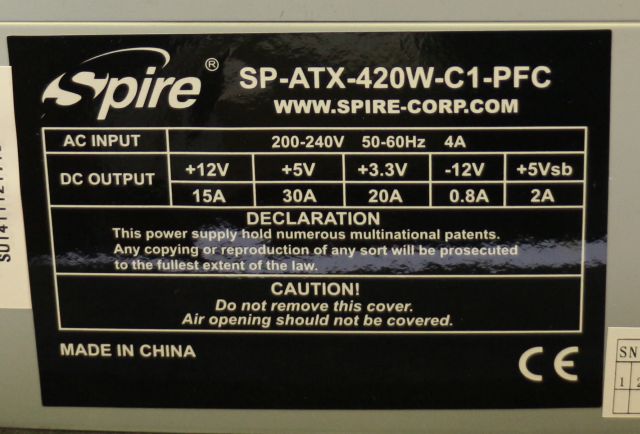 Spire® SP-ATX-420W-C1-PFC
WWW.SPIRE-CORP.COM
AC INPUT 200-240V 50-60Hz 4A
DC OUTPUT +12V +5V +3.3V -12V +5Vsb
15A 30A 20A 0.8A 2A
DECLARATION
This power supply hold numerous multinational patents.
Any copying or reproduction of any sort will be prosecuted
to the fullest extent of the law.
CAUTION!
Do not remove this cover.
Air opening should not be covered.
MADE IN CHINA CE
SN
1 2